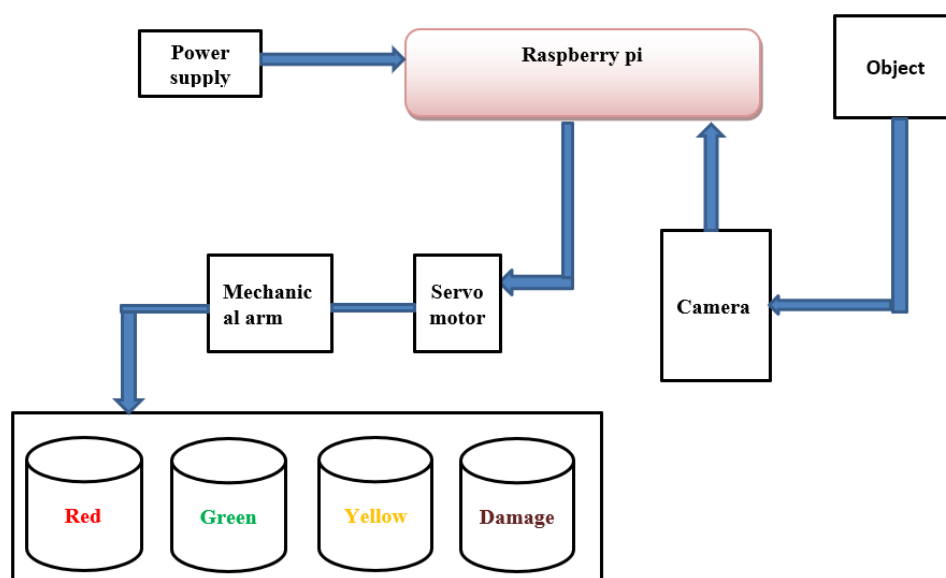 Power
supply
Raspberry pi
Object
Mechanic
al arm
Servo
motor
Camera
Red
Green
Yellow
Damage